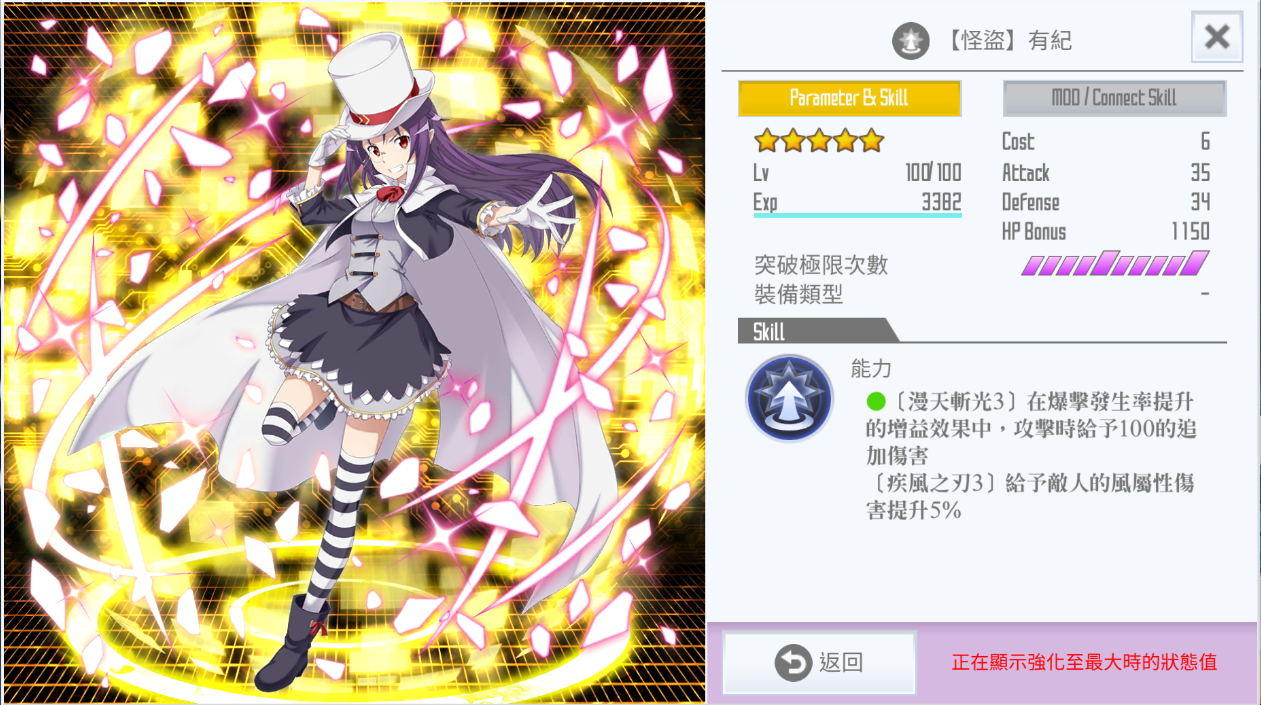 【怪盜】有紀
Parameter & Skill
MOD / Connect Skill
Lv 100/100
Exp 3382
Cost 6
Attack 35
Defense 34
HP Bonus 1150
突破極限次數
裝備類型 -
Skill
能力
〔漫天斬光3〕在爆擊發生率提升
的增益效果中，攻擊時給予100的追
加傷害
〔疾風之刃3〕給予敵人的風屬性傷
害提升5%
返回
正在顯示強化至最大時的狀態值